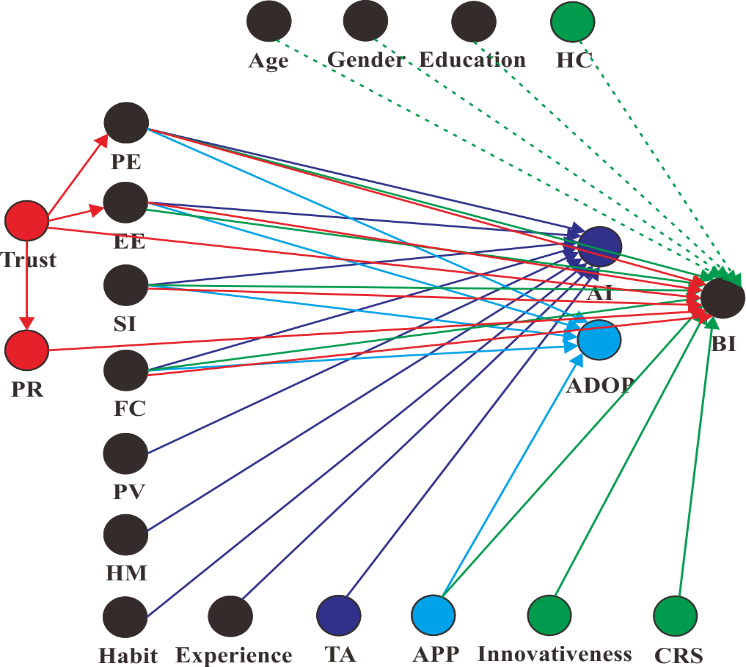 Age Gender Education HC
PE
EE
Trust
SI
AI
BI
PR
ADOP
FC
PV
HM
Habit Experience TA APP Innovativeness CRS